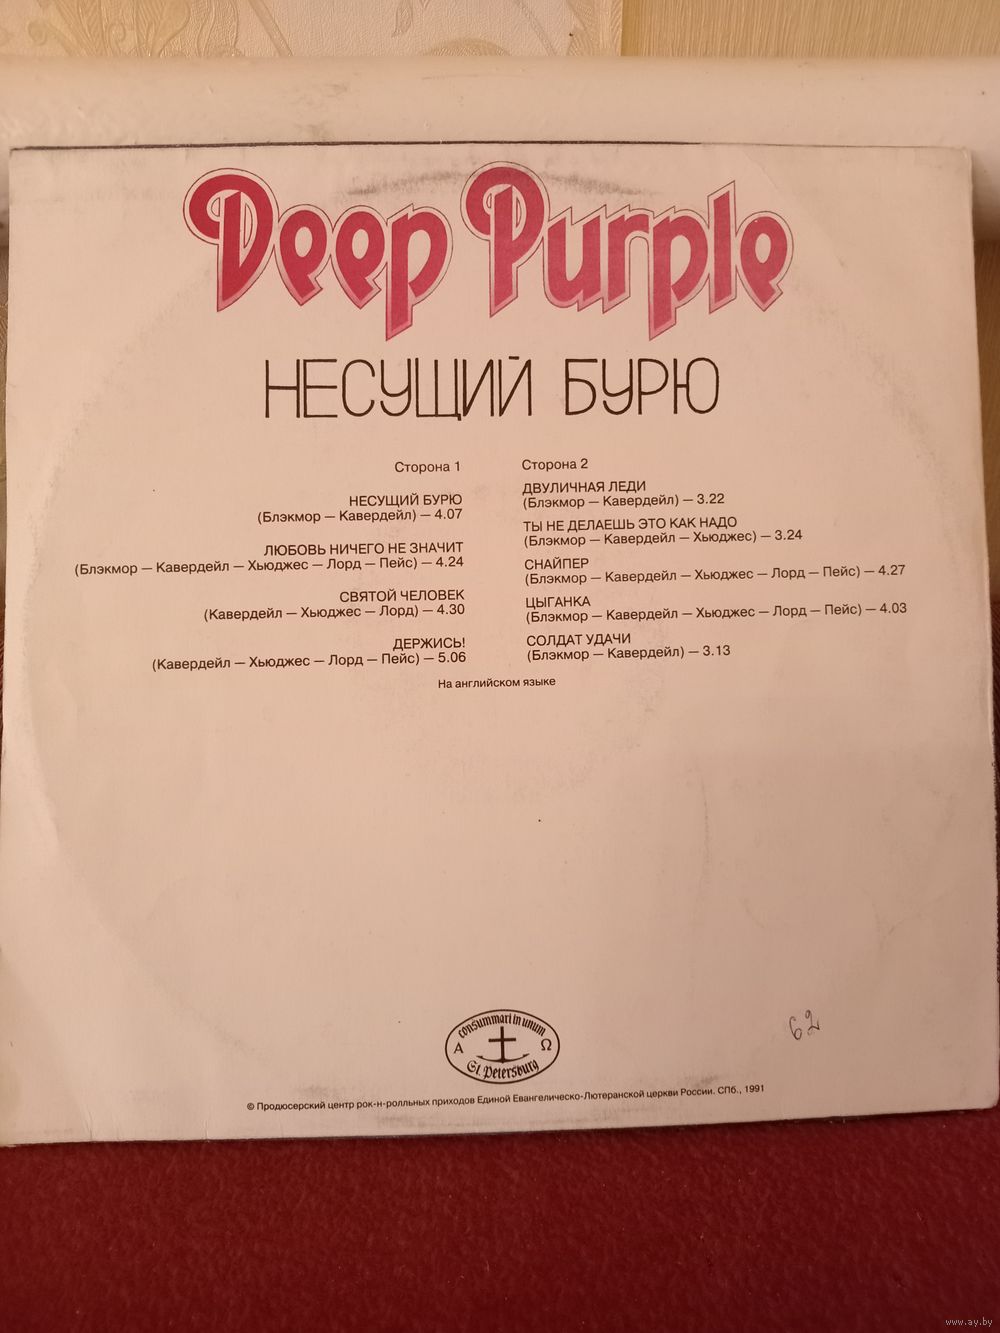 Deep Purple
НЕСУЩИЙ БУРЮ
Сторона 1
НЕСУЩИЙ БУРЮ
(Блэкмор — Кавердейл) — 4.07
ЛЮБОВЬ НИЧЕГО НЕ ЗНАЧИТ
(Блэкмор — Кавердейл — Хьюджес — Лорд — Пейс) — 4.24
СВЯТОЙ ЧЕЛОВЕК
(Кавердейл — Хьюджес — Лорд) — 4.30
ДЕРЖИСЬ!
(Кавердейл — Хьюджес — Лорд — Пейс) — 5.06
Сторона 2
ДВУЛИЧНАЯ ЛЕДИ
(Блэкмор — Кавердейл) — 3.22
ТЫ НЕ ДЕЛАЕШЬ ЭТО КАК НАДО
(Блэкмор — Кавердейл — Хьюджес) — 3.24
СНАЙПЕР
(Блэкмор — Кавердейл — Хьюджес — Лорд — Пейс) — 4.27
ЦЫГАНКА
(Блэкмор — Кавердейл — Хьюджес — Лорд — Пейс) — 4.03
СОЛДАТ УДАЧИ
(Блэкмор — Кавердейл) — 3.13
На английском языке
consummari in unum
Α Ω
St. Petersburg
62
© Продюсерский центр рок-н-ролльных приходов Единой Евангелическо-Лютеранской церкви России. СПб., 1991
www.ay.by